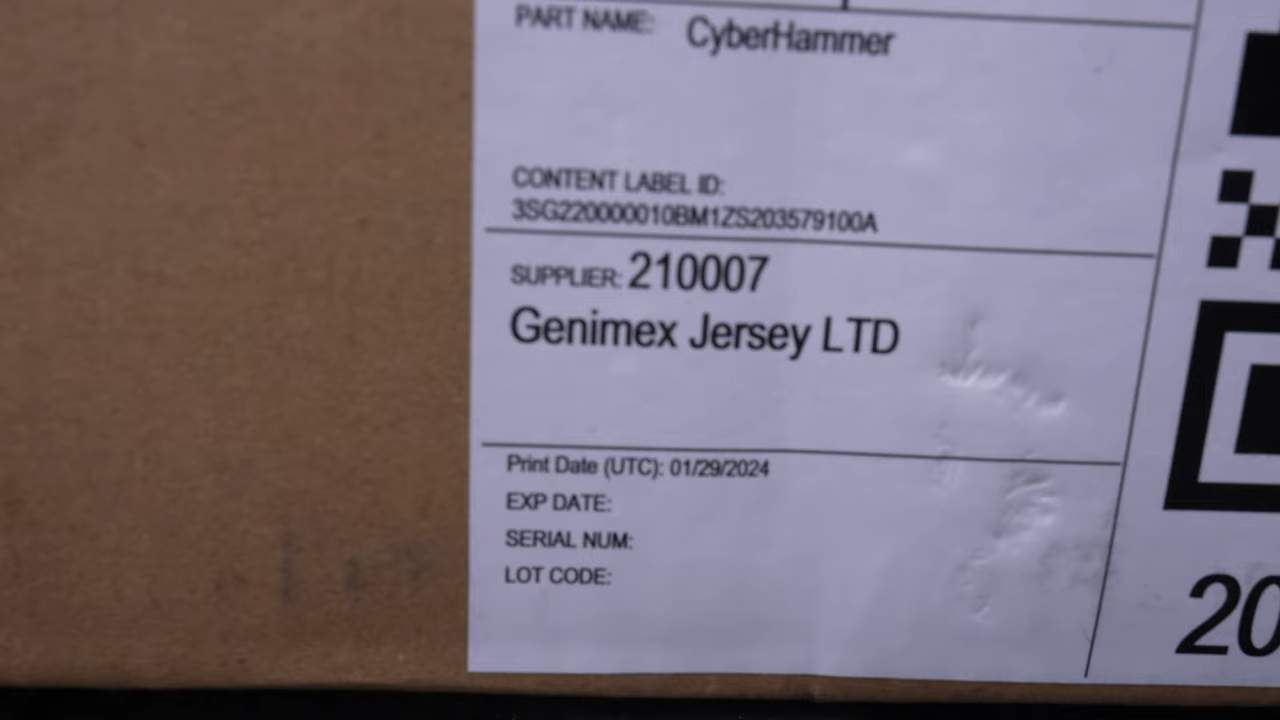 PART NAME: CyberHammer
CONTENT LABEL ID:
3SG220000010BM1ZS203579100A
SUPPLIER: 210007
Genimex Jersey LTD
Print Date (UTC): 01/29/2024
EXP DATE:
SERIAL NUM:
LOT CODE:
20